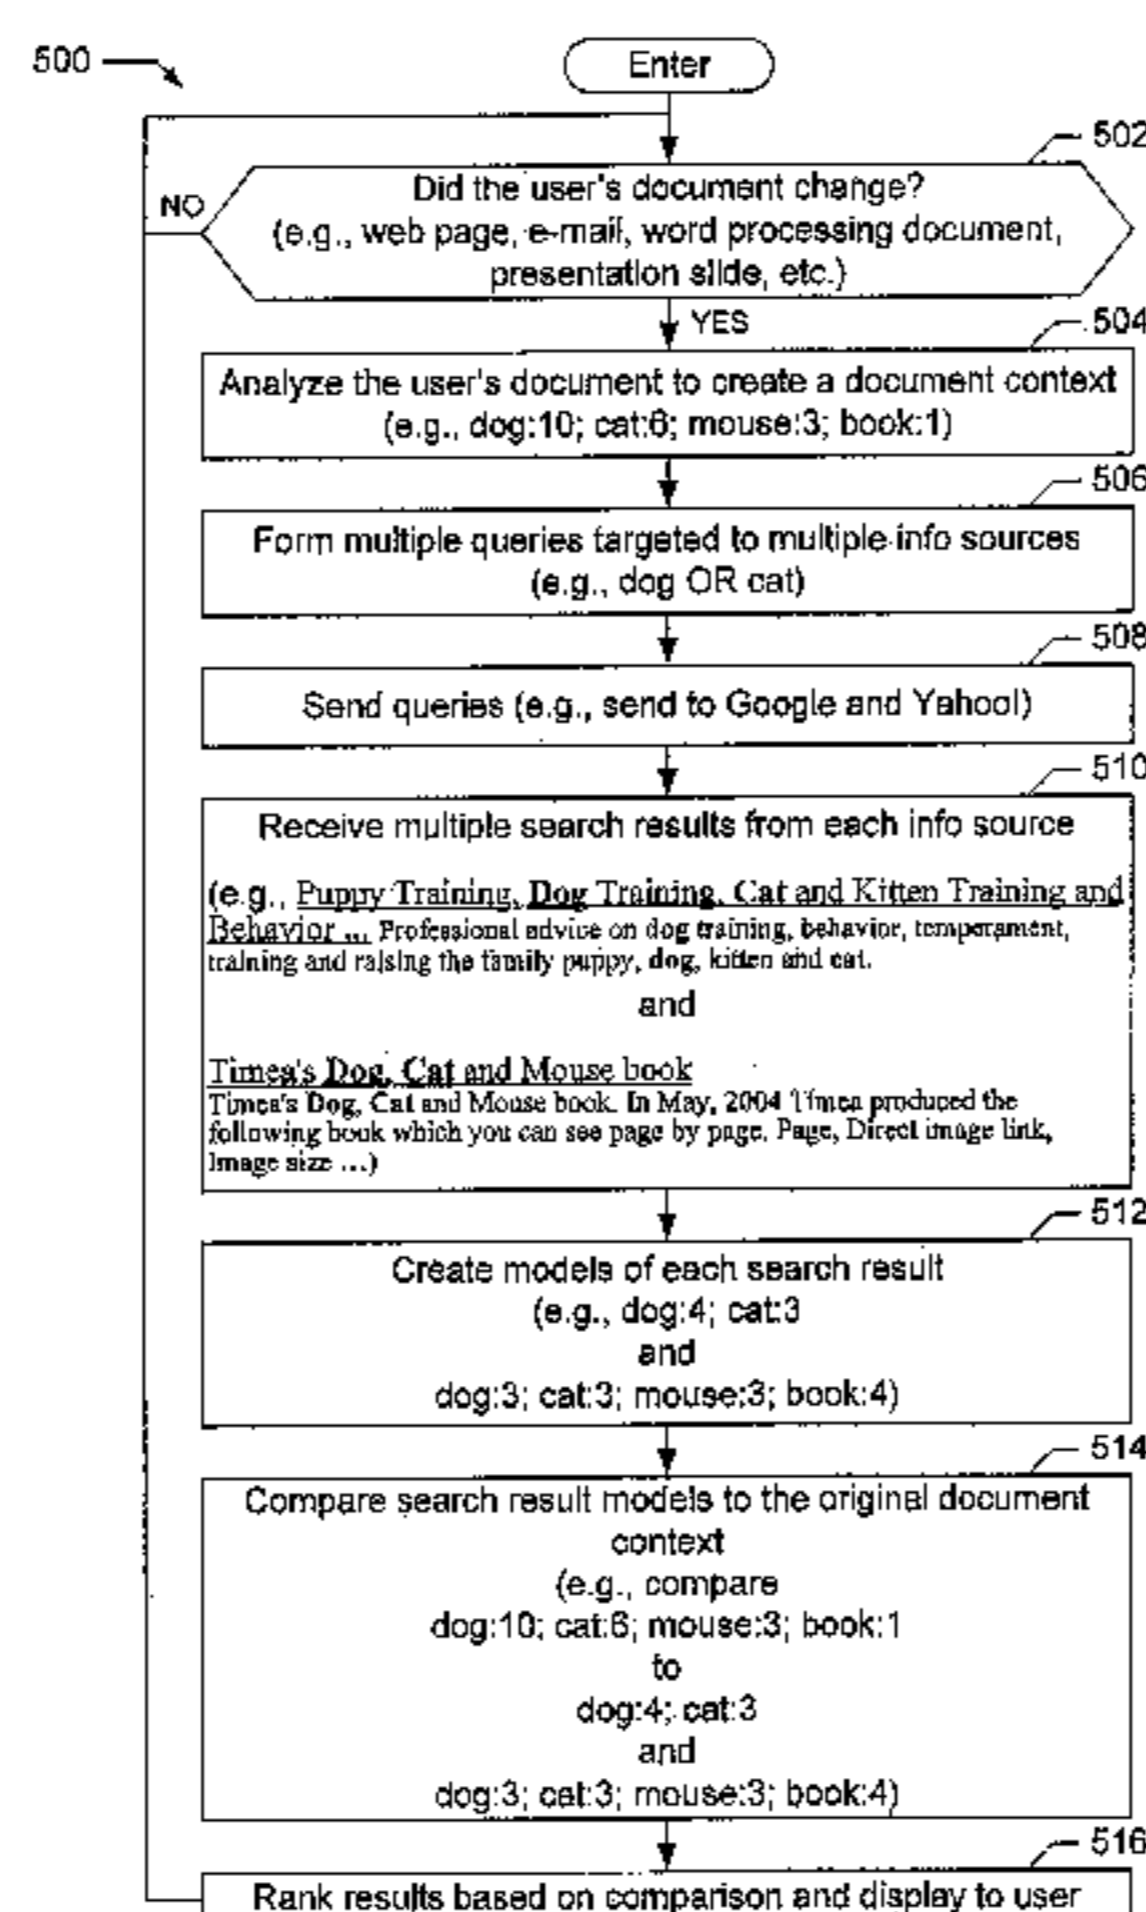 500
Enter
502
NO
Did the user's document change?
(e.g., web page, e-mail, word processing document,
presentation slide, etc.)
YES
504
Analyze the user's document to create a document context
(e.g., dog:10; cat:6; mouse:3; book:1)
506
Form multiple queries targeted to multiple info sources
(e.g., dog OR cat)
508
Send queries (e.g., send to Google and Yahoo!)
510
Receive multiple search results from each info source
(e.g., Puppy Training, Dog Training, Cat and Kitten Training and
Behavior ... Professional advice on dog training, behavior, temperament,
training and raising the family puppy, dog, kitten and cat.
and
Timea's Dog, Cat and Mouse book
Timea's Dog, Cat and Mouse book. In May, 2004 Timea produced the
following book which you can see page by page. Page, Direct image link,
Image size ...)
512
Create models of each search result
(e.g., dog:4; cat:3
and
dog:3; cat:3; mouse:3; book:4)
514
Compare search result models to the original document
context
(e.g., compare
dog:10; cat:6; mouse:3; book:1
to
dog:4; cat:3
and
dog:3; cat:3; mouse:3; book:4)
516
Rank results based on comparison and display to user